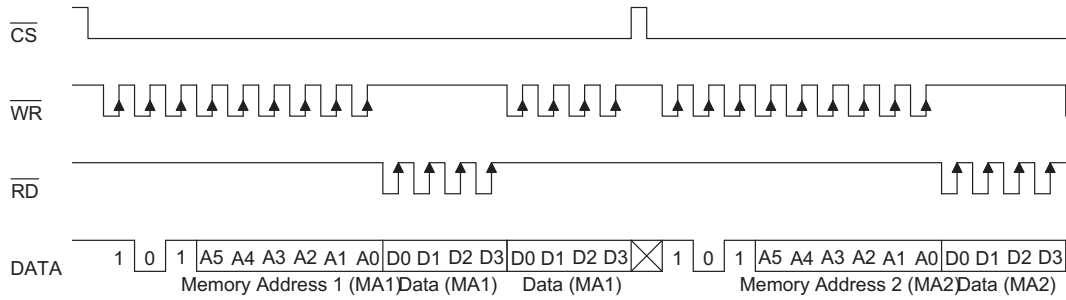 CS
WR
RD
DATA 1 0 1 A5 A4 A3 A2 A1 A0 D0 D1 D2 D3 D0 D1 D2 D3 1 0 1 A5 A4 A3 A2 A1 A0 D0 D1 D2 D3
Memory Address 1 (MA1) Data (MA1) Data (MA1) Memory Address 2 (MA2) Data (MA2)